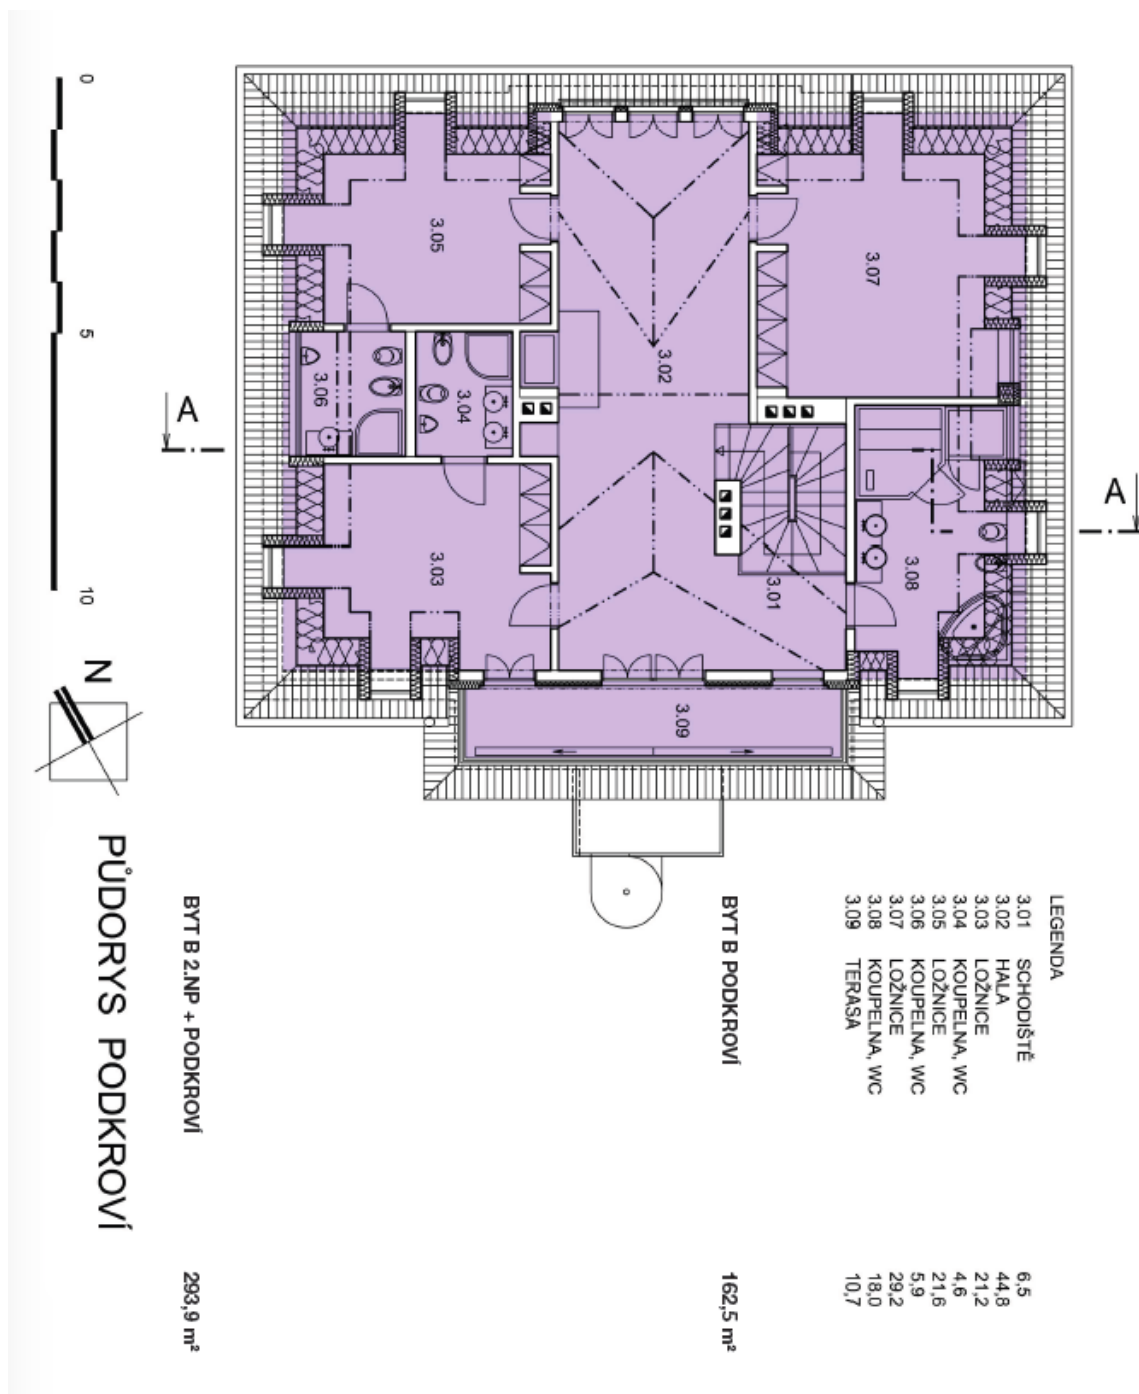 LEGENDA
3.01 SCHODIŠTĚ 6,5
3.02 HALA 44,8
3.03 LOŽNICE 21,2
3.04 KOUPELNA, WC 4,6
3.05 LOŽNICE 21,6
3.06 KOUPELNA, WC 5,9
3.07 LOŽNICE 29,2
3.08 KOUPELNA, WC 18,0
3.09 TERASA 10,7
BYT B PODKROVÍ 162,5 m²
BYT B 2.NP + PODKROVÍ 293,9 m²
PŮDORYS PODKROVÍ
N
0
5
10
A
A
3.05
3.07
3.02
3.06
3.04
3.03
3.01
3.08
3.09